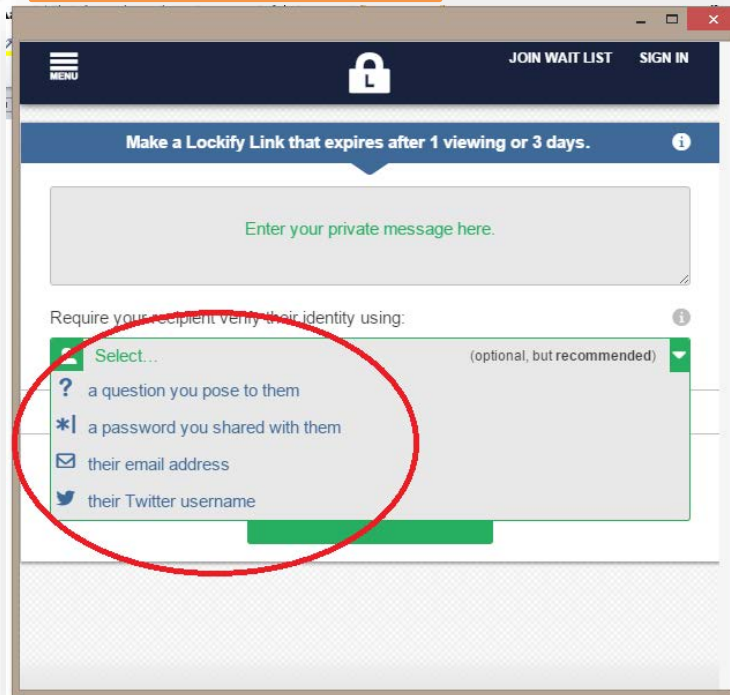 JOIN WAIT LIST SIGN IN
MENU
L
Make a Lockify Link that expires after 1 viewing or 3 days.
Enter your private message here.
Require your recipient verify their identity using:
Select... (optional, but recommended)
? a question you pose to them
*| a password you shared with them
their email address
their Twitter username